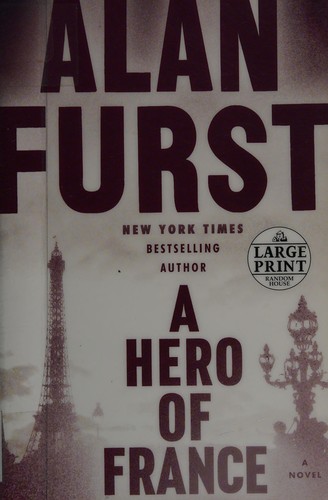 ALAN
FURST
NEW YORK TIMES
BESTSELLING
AUTHOR
LARGE
PRINT
RANDOM
HOUSE
A
HERO
OF
FRANCE
A
NOVEL